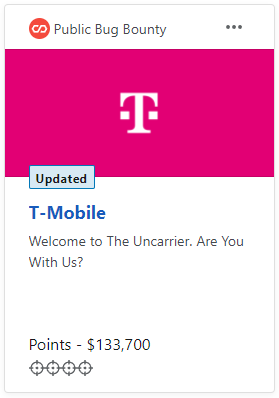 Public Bug Bounty
T
Updated
T-Mobile
Welcome to The Uncarrier. Are You
With Us?
Points - $133,700